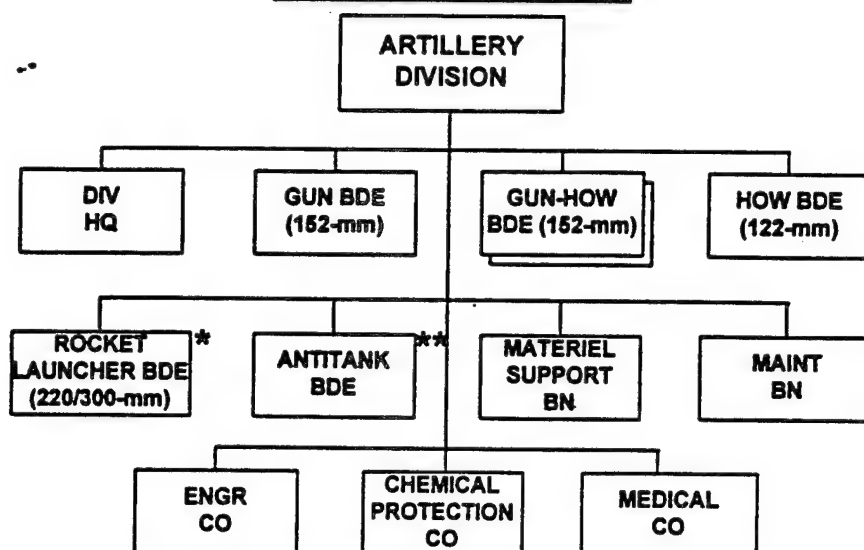 ARTILLERY
DIVISION
DIV
HQ
GUN BDE
(152-mm)
GUN-HOW
BDE (152-mm)
HOW BDE
(122-mm)
ROCKET
LAUNCHER BDE
(220/300-mm)
*
ANTITANK
BDE
**
MATERIEL
SUPPORT
BN
MAINT
BN
ENGR
CO
CHEMICAL
PROTECTION
CO
MEDICAL
CO